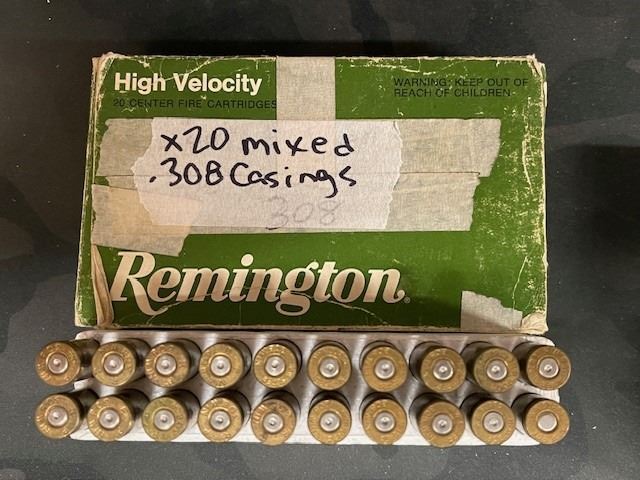 High Velocity
20 CENTER FIRE CARTRIDGES
WARNING: KEEP OUT OF
REACH OF CHILDREN.
x20 mixed
.308 Casings
308
Remington®